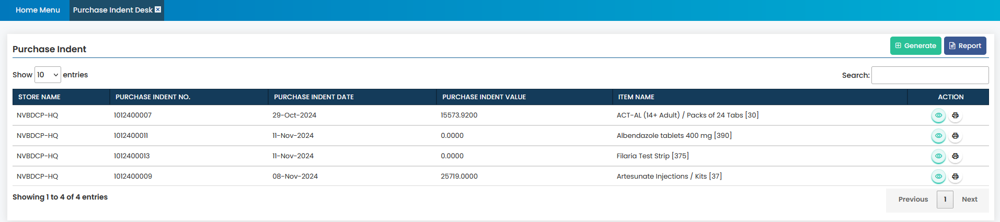 Home Menu Purchase Indent Desk
Purchase Indent Generate Report
Show 10 entries Search:
STORE NAME PURCHASE INDENT NO. PURCHASE INDENT DATE PURCHASE INDENT VALUE ITEM NAME ACTION
NVBDCP-HQ 1012400007 29-Oct-2024 15573.9200 ACT-AL (14+ Adult) / Packs of 24 Tabs [30]
NVBDCP-HQ 1012400011 11-Nov-2024 0.0000 Albendazole tablets 400 mg [390]
NVBDCP-HQ 1012400013 11-Nov-2024 0.0000 Filaria Test Strip [375]
NVBDCP-HQ 1012400009 08-Nov-2024 25719.0000 Artesunate Injections / Kits [37]
Showing 1 to 4 of 4 entries Previous 1 Next